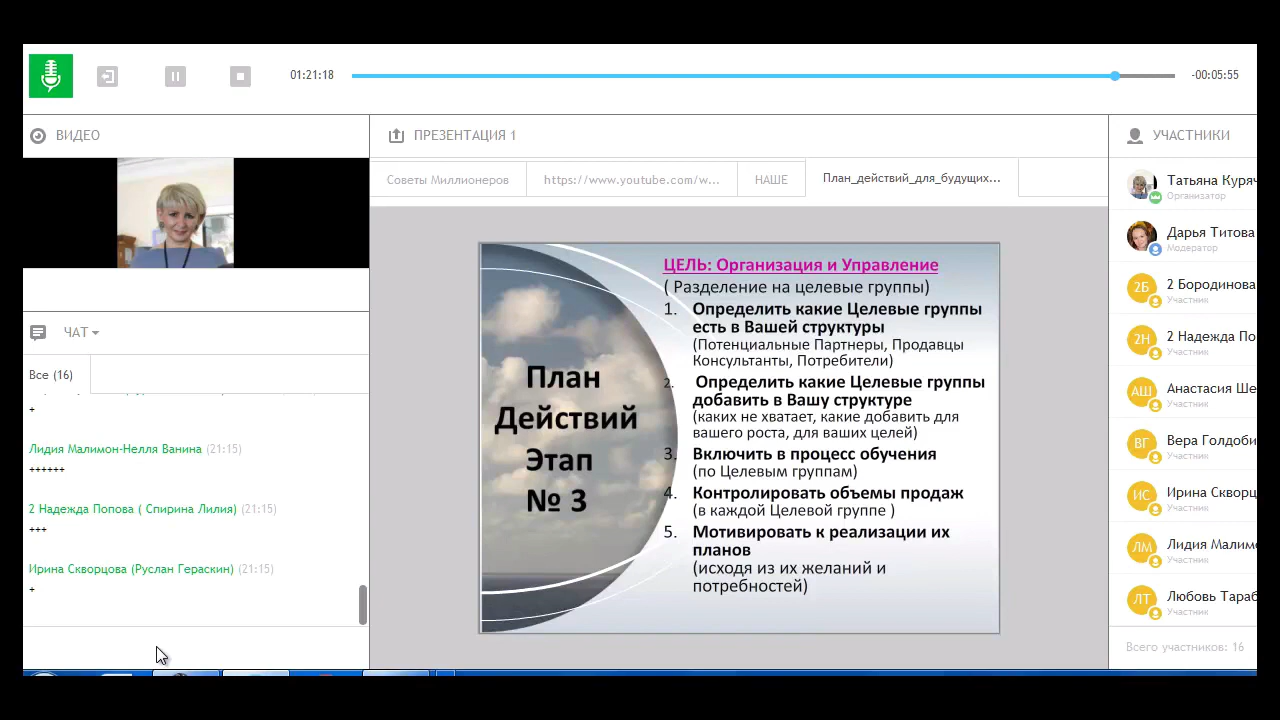 01:21:18
-00:05:55
ВИДЕО
ПРЕЗЕНТАЦИЯ 1
УЧАСТНИКИ
Советы Миллионеров
https://www.youtube.com/w...
НАШЕ
План_действий_для_будущих...
ЧАТ
Все (16)
+
Лидия Малимон-Нелля Ванина (21:15)
++++++
2 Надежда Попова ( Спирина Лилия) (21:15)
+++
Ирина Скворцова (Руслан Гераскин) (21:15)
+
План
Действий
Этап
№ 3
ЦЕЛЬ: Организация и Управление
( Разделение на целевые группы)
1. Определить какие Целевые группы
есть в Вашей структуры
(Потенциальные Партнеры, Продавцы
Консультанты, Потребители)
2. Определить какие Целевые группы
добавить в Вашу структуре
(каких не хватает, какие добавить для
вашего роста, для ваших целей)
3. Включить в процесс обучения
(по Целевым группам)
4. Контролировать объемы продаж
(в каждой Целевой группе )
5. Мотивировать к реализации их
планов
(исходя из их желаний и
потребностей)
Татьяна Куряч
Организатор
Дарья Титова
Модератор
2Б
2 Бородинова
Участник
2Н
2 Надежда По
Участник
АШ
Анастасия Ше
Участник
ВГ
Вера Голдоби
Участник
ИС
Ирина Скворц
Участник
ЛМ
Лидия Малим
Участник
ЛТ
Любовь Тараб
Участник
Всего участников: 16